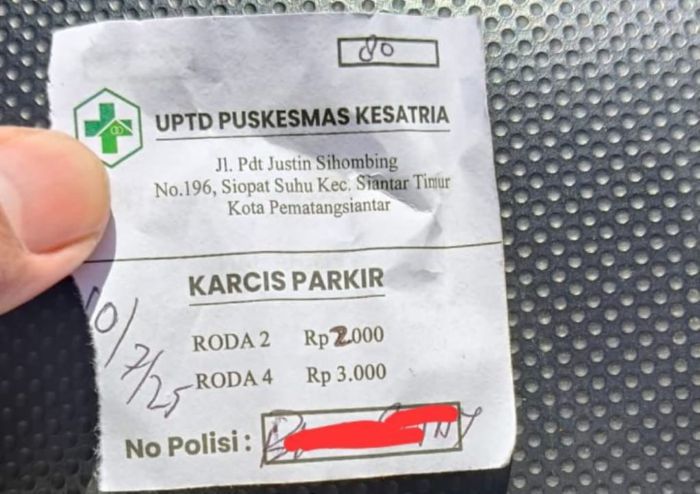 80
UPTD PUSKESMAS KESATRIA
Jl. Pdt Justin Sihombing
No.196, Siopat Suhu Kec. Siantar Timur
Kota Pematangsiantar
KARCIS PARKIR
10/7/25
RODA 2 Rp 2.000
RODA 4 Rp 3.000
No Polisi :